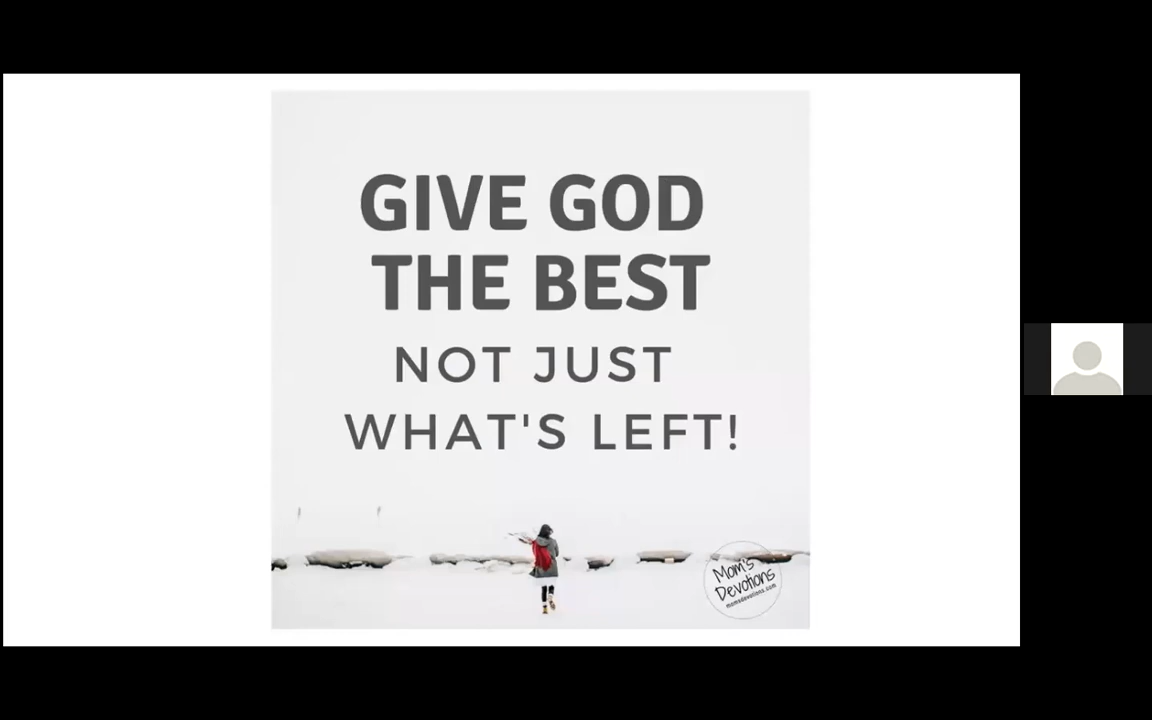 GIVE GOD
THE BEST
NOT JUST
WHAT'S LEFT!
Mom's
Devotions
momsdevotions.com